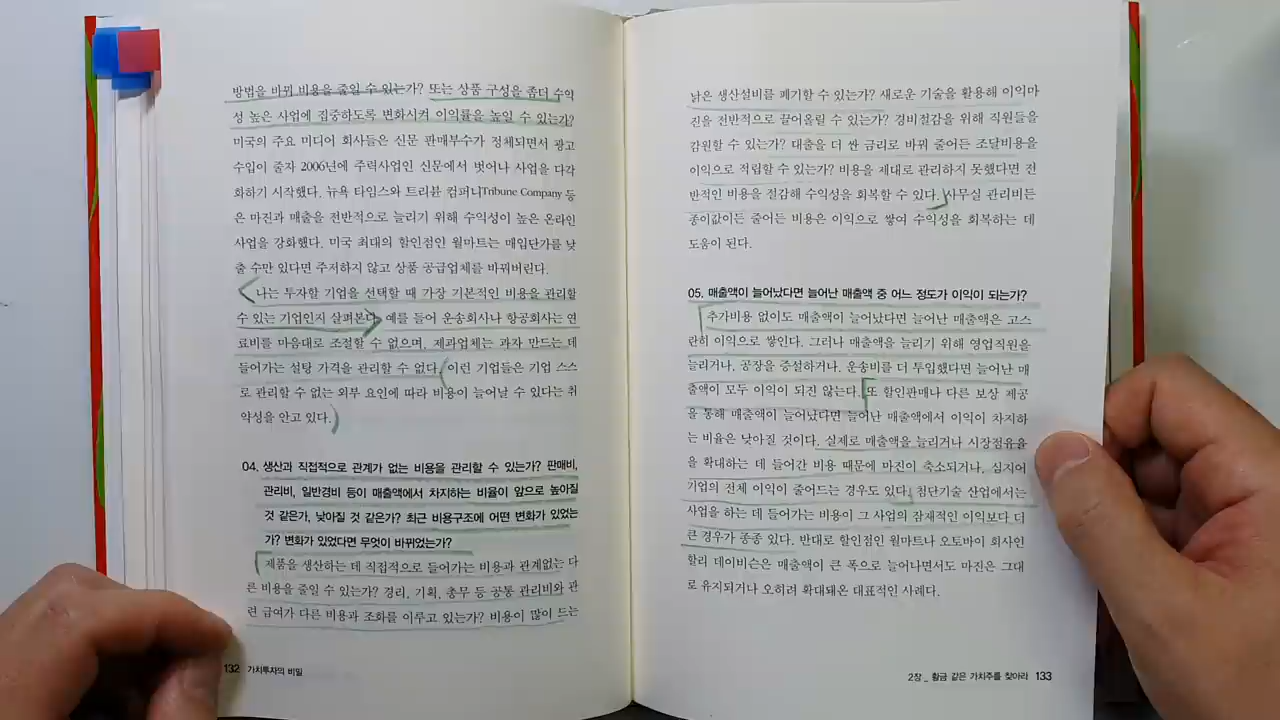 방법을 바꿔 비용을 줄일 수 있는가? 또는 상품 구성을 좀더 수익
성 높은 사업에 집중하도록 변화시켜 이익률을 높일 수 있는가?
미국의 주요 미디어 회사들은 신문 판매부수가 정체되면서 광고
수입이 줄자 2006년에 주력사업인 신문에서 벗어나 사업을 다각
화하기 시작했다. 뉴욕 타임스와 트리뷴 컴퍼니Tribune Company 등
은 마진과 매출을 전반적으로 늘리기 위해 수익성이 높은 온라인
사업을 강화했다. 미국 최대의 할인점인 월마트는 매입단가를 낮
출 수만 있다면 주저하지 않고 상품 공급업체를 바꿔버린다.
나는 투자할 기업을 선택할 때 가장 기본적인 비용을 관리할
수 있는 기업인지 살펴본다. 예를 들어 운송회사나 항공회사는 연
료비를 마음대로 조절할 수 없으며, 제과업체는 과자 만드는 데
들어가는 설탕 가격을 관리할 수 없다. 이런 기업들은 기업 스스
로 관리할 수 없는 외부 요인에 따라 비용이 늘어날 수 있다는 취
약성을 안고 있다.
04. 생산과 직접적으로 관계가 없는 비용을 관리할 수 있는가? 판매비,
관리비, 일반경비 등이 매출액에서 차지하는 비율이 앞으로 높아질
것 같은가, 낮아질 것 같은가? 최근 비용구조에 어떤 변화가 있었는
가? 변화가 있었다면 무엇이 바뀌었는가?
제품을 생산하는 데 직접적으로 들어가는 비용과 관계없는 다
른 비용을 줄일 수 있는가? 경리, 기획, 총무 등 공통 관리비와 관
련 급여가 다른 비용과 조화를 이루고 있는가? 비용이 많이 드는
132 가치투자의 비밀
낡은 생산설비를 폐기할 수 있는가? 새로운 기술을 활용해 이익마
진을 전반적으로 끌어올릴 수 있는가? 경비절감을 위해 직원들을
감원할 수 있는가? 대출을 더 싼 금리로 바꿔 줄어든 조달비용을
이익으로 적립할 수 있는가? 비용을 제대로 관리하지 못했다면 전
반적인 비용을 절감해 수익성을 회복할 수 있다. 사무실 관리비든
종이값이든 줄어든 비용은 이익으로 쌓여 수익성을 회복하는 데
도움이 된다.
05. 매출액이 늘어났다면 늘어난 매출액 중 어느 정도가 이익이 되는가?
추가비용 없이도 매출액이 늘어났다면 늘어난 매출액은 고스
란히 이익으로 쌓인다. 그러나 매출액을 늘리기 위해 영업직원을
늘리거나, 공장을 증설하거나, 운송비를 더 투입했다면 늘어난 매
출액이 모두 이익이 되진 않는다. 또 할인판매나 다른 보상 제공
을 통해 매출액이 늘어났다면 늘어난 매출액에서 이익이 차지하
는 비율은 낮아질 것이다. 실제로 매출액을 늘리거나 시장점유율
을 확대하는 데 들어간 비용 때문에 마진이 축소되거나, 심지어
기업의 전체 이익이 줄어드는 경우도 있다. 첨단기술 산업에서는
사업을 하는 데 들어가는 비용이 그 사업의 잠재적인 이익보다 더
큰 경우가 종종 있다. 반대로 할인점인 월마트나 오토바이 회사인
할리 데이비슨은 매출액이 큰 폭으로 늘어나면서도 마진은 그대
로 유지되거나 오히려 확대돼온 대표적인 사례다.
2장_ 황금 같은 가치주를 찾아라 133